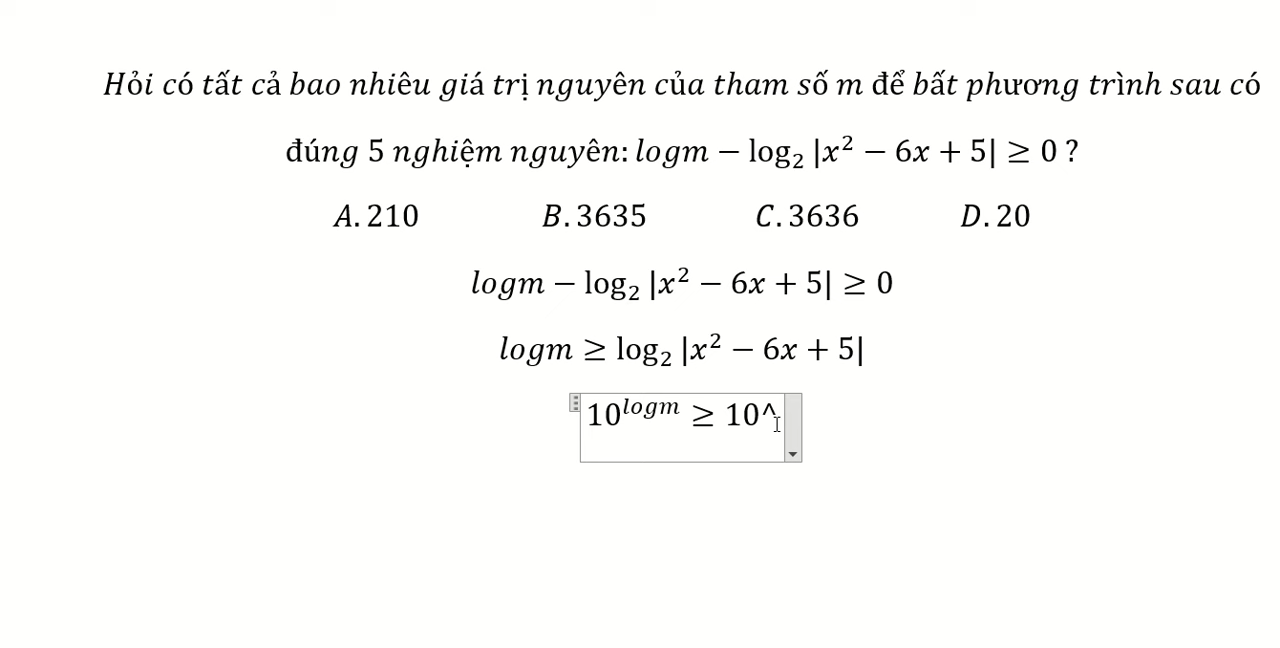 Hỏi có tất cả bao nhiêu giá trị nguyên của tham số m để bất phương trình sau có
đúng 5 nghiệm nguyên: logm − log₂ |x² − 6x + 5| ≥ 0 ?
A. 210 B. 3635 C. 3636 D. 20
logm − log₂ |x² − 6x + 5| ≥ 0
logm ≥ log₂ |x² − 6x + 5|
10^{logm} ≥ 10^